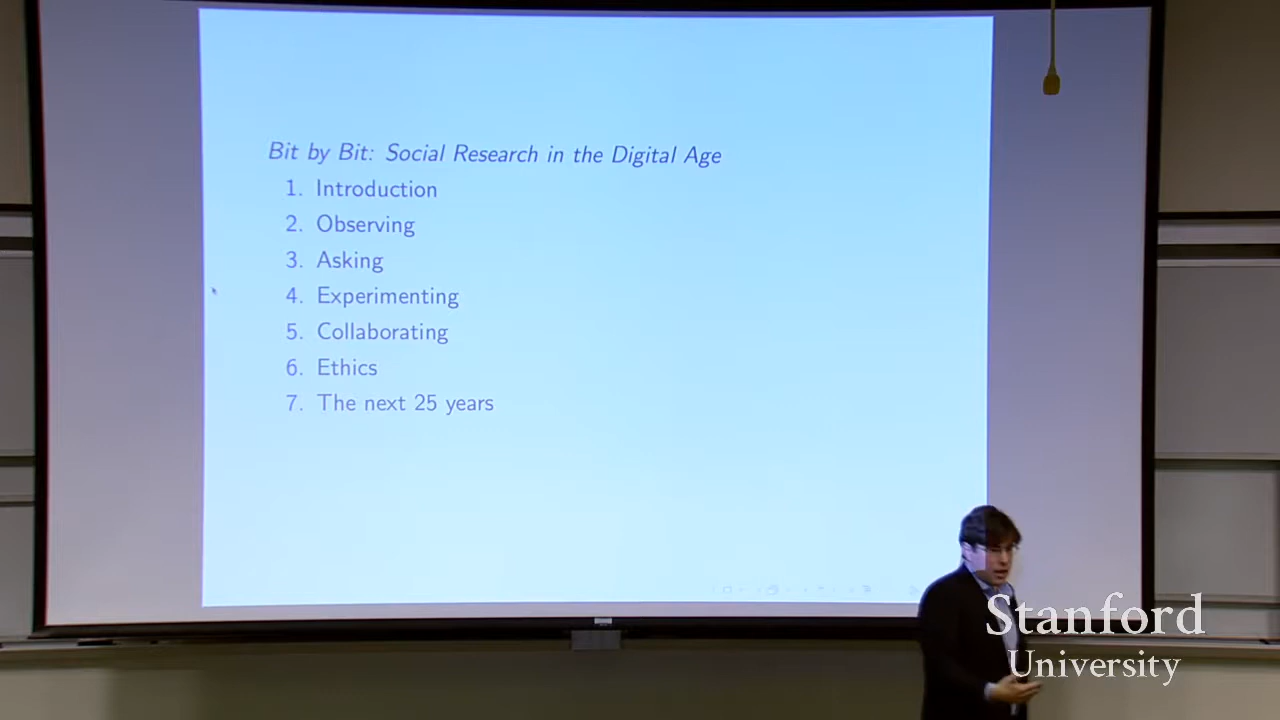 Bit by Bit: Social Research in the Digital Age
1. Introduction
2. Observing
3. Asking
4. Experimenting
5. Collaborating
6. Ethics
7. The next 25 years
Stanford
University